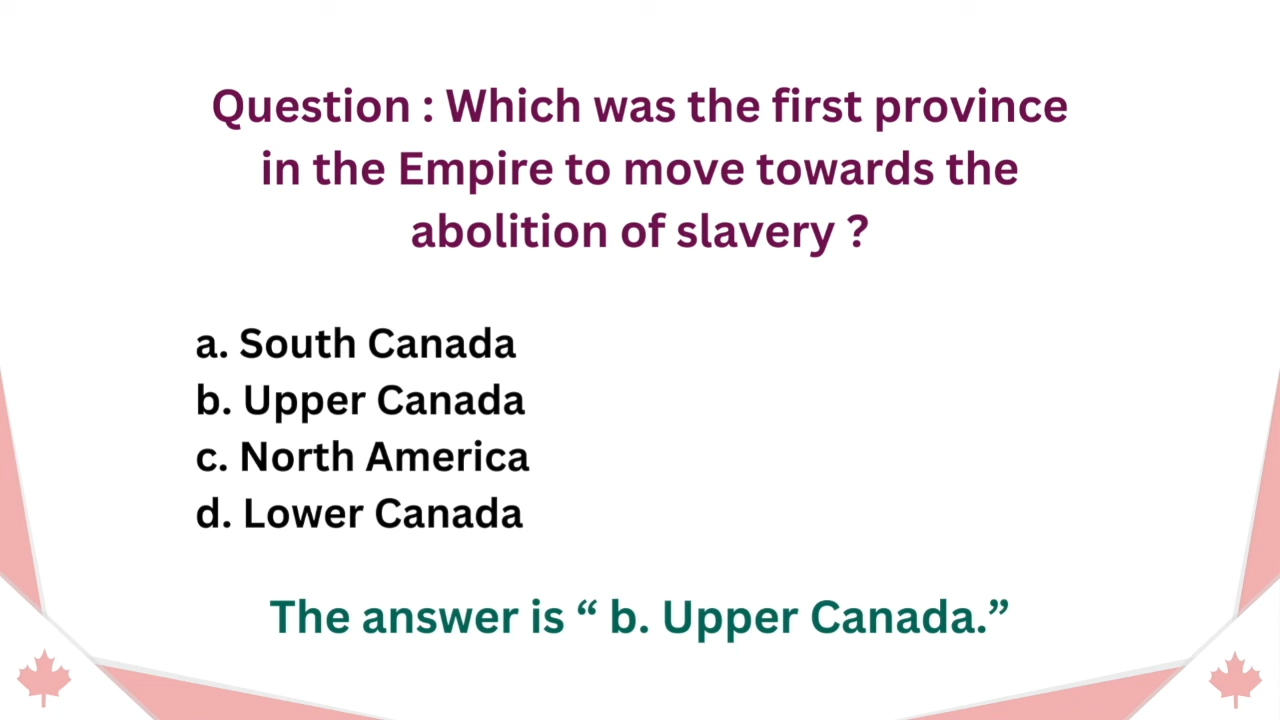 Question : Which was the first province
in the Empire to move towards the
abolition of slavery ?
a. South Canada
b. Upper Canada
c. North America
d. Lower Canada
The answer is “ b. Upper Canada.”